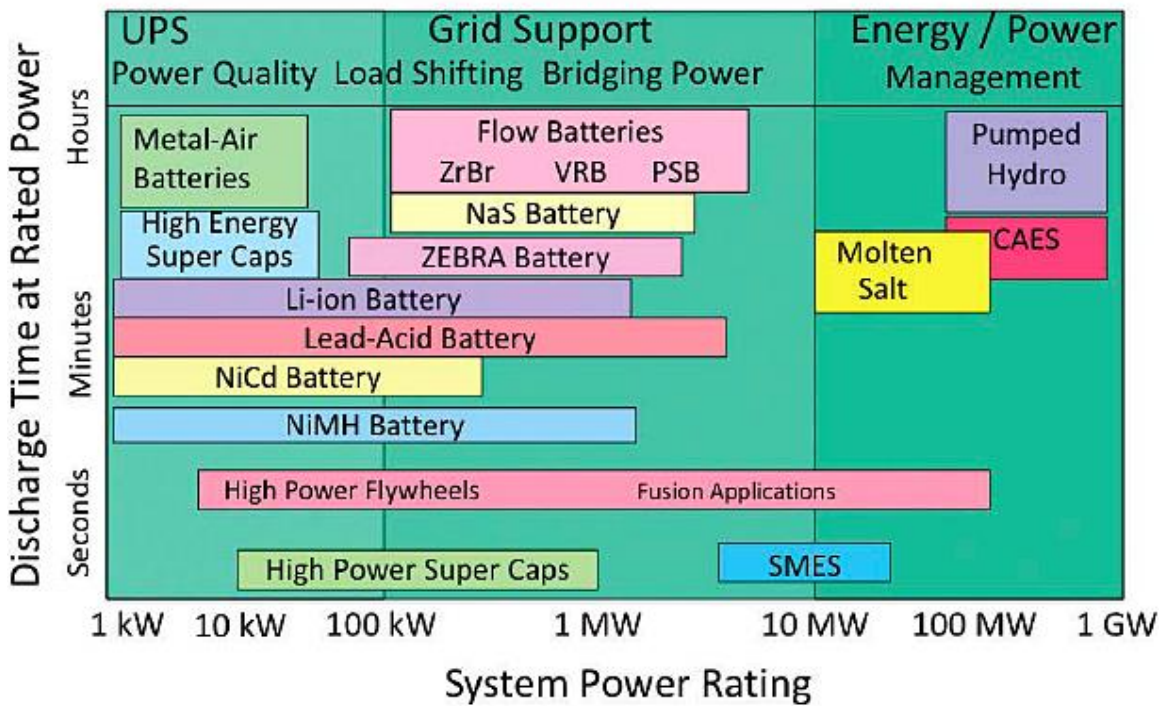 UPS
Grid Support
Energy / Power
Power Quality
Load Shifting
Bridging Power
Management
Discharge Time at Rated Power
Hours
Minutes
Seconds
Metal-Air
Batteries
Flow Batteries
ZrBr VRB PSB
Pumped
Hydro
High Energy
Super Caps
NaS Battery
CAES
ZEBRA Battery
Molten
Salt
Li-ion Battery
Lead-Acid Battery
NiCd Battery
NiMH Battery
High Power Flywheels
Fusion Applications
High Power Super Caps
SMES
1 kW 10 kW 100 kW 1 MW 10 MW 100 MW 1 GW
System Power Rating